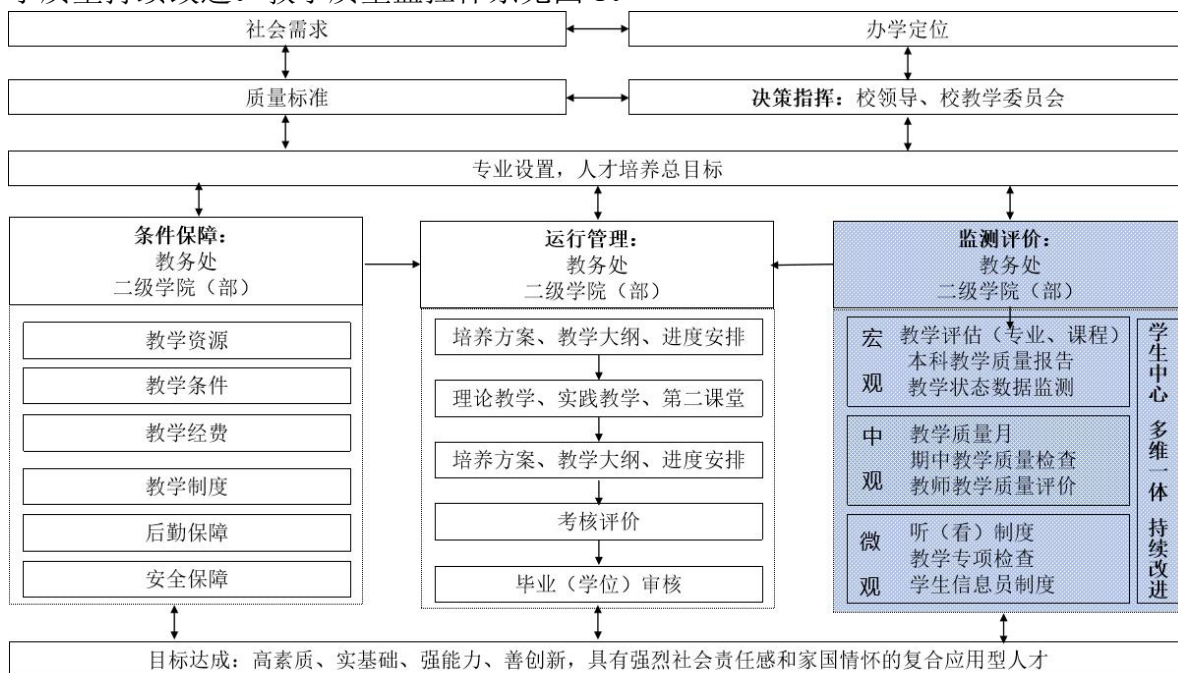 社会需求
办学定位
质量标准
决策指挥：校领导、校教学委员会
专业设置，人才培养总目标
条件保障：
教务处
二级学院（部）
教学资源
教学条件
教学经费
教学制度
后勤保障
安全保障
运行管理：
教务处
二级学院（部）
培养方案、教学大纲、进度安排
理论教学、实践教学、第二课堂
培养方案、教学大纲、进度安排
考核评价
毕业（学位）审核
监测评价：
教务处
二级学院（部）
宏观
教学评估（专业、课程）
本科教学质量报告
教学状态数据监测
中观
教学质量月
期中教学质量检查
教师教学质量评价
微观
听（看）制度
教学专项检查
学生信息员制度
学生中心 多维一体 持续改进
目标达成：高素质、实基础、强能力、善创新，具有强烈社会责任感和家国情怀的复合应用型人才